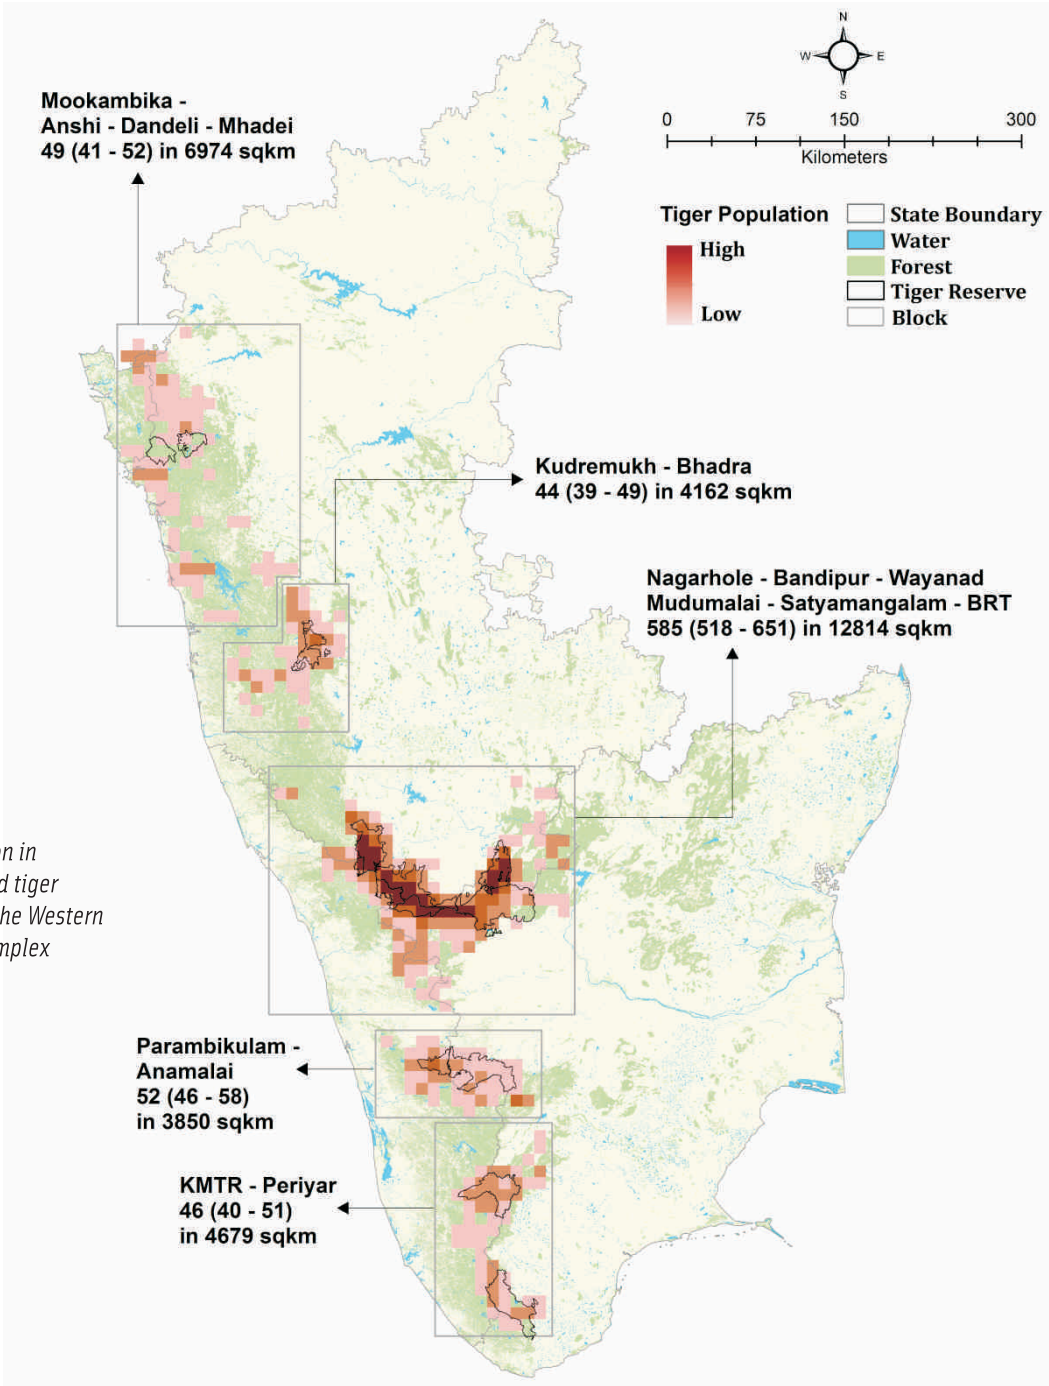 Mookambika -
Anshi - Dandeli - Mhadei
49 (41 - 52) in 6974 sqkm
N
W
E
S
0 75 150 300
Kilometers
Tiger Population
High
Low
State Boundary
Water
Forest
Tiger Reserve
Block
Kudremukh - Bhadra
44 (39 - 49) in 4162 sqkm
Nagarhole - Bandipur - Wayanad
Mudumalai - Satyamangalam - BRT
585 (518 - 651) in 12814 sqkm
in
tiger
he Western
mplex
Parambikulam -
Anamalai
52 (46 - 58)
in 3850 sqkm
KMTR - Periyar
46 (40 - 51)
in 4679 sqkm